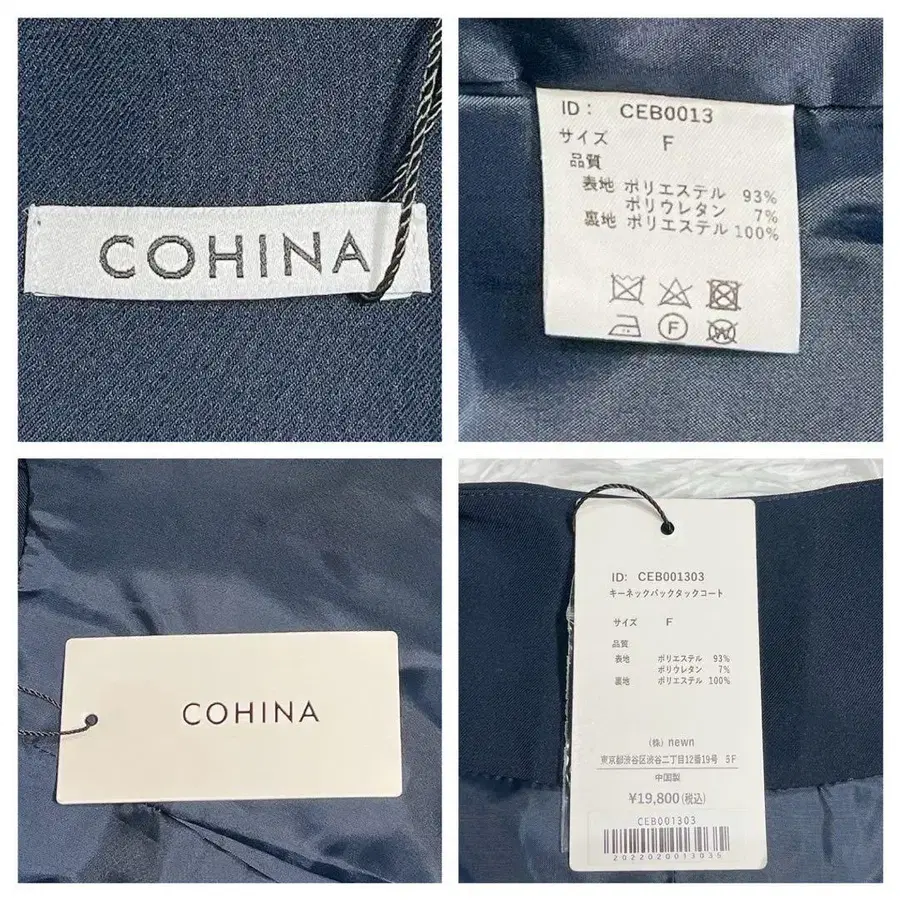 COHINA
ID: CEB0013
サイズ F
品質
表地 ポリエステル 93%
ポリウレタン 7%
裏地 ポリエステル 100%
F
W
COHINA
ID: CEB001303
キーネックバックタックコート
サイズ F
品質
表地 ポリエステル 93%
ポリウレタン 7%
裏地 ポリエステル 100%
(株) newn
東京都渋谷区渋谷二丁目12番19号 5F
中国製
¥19,800(税込)
CEB001303
2022020013035